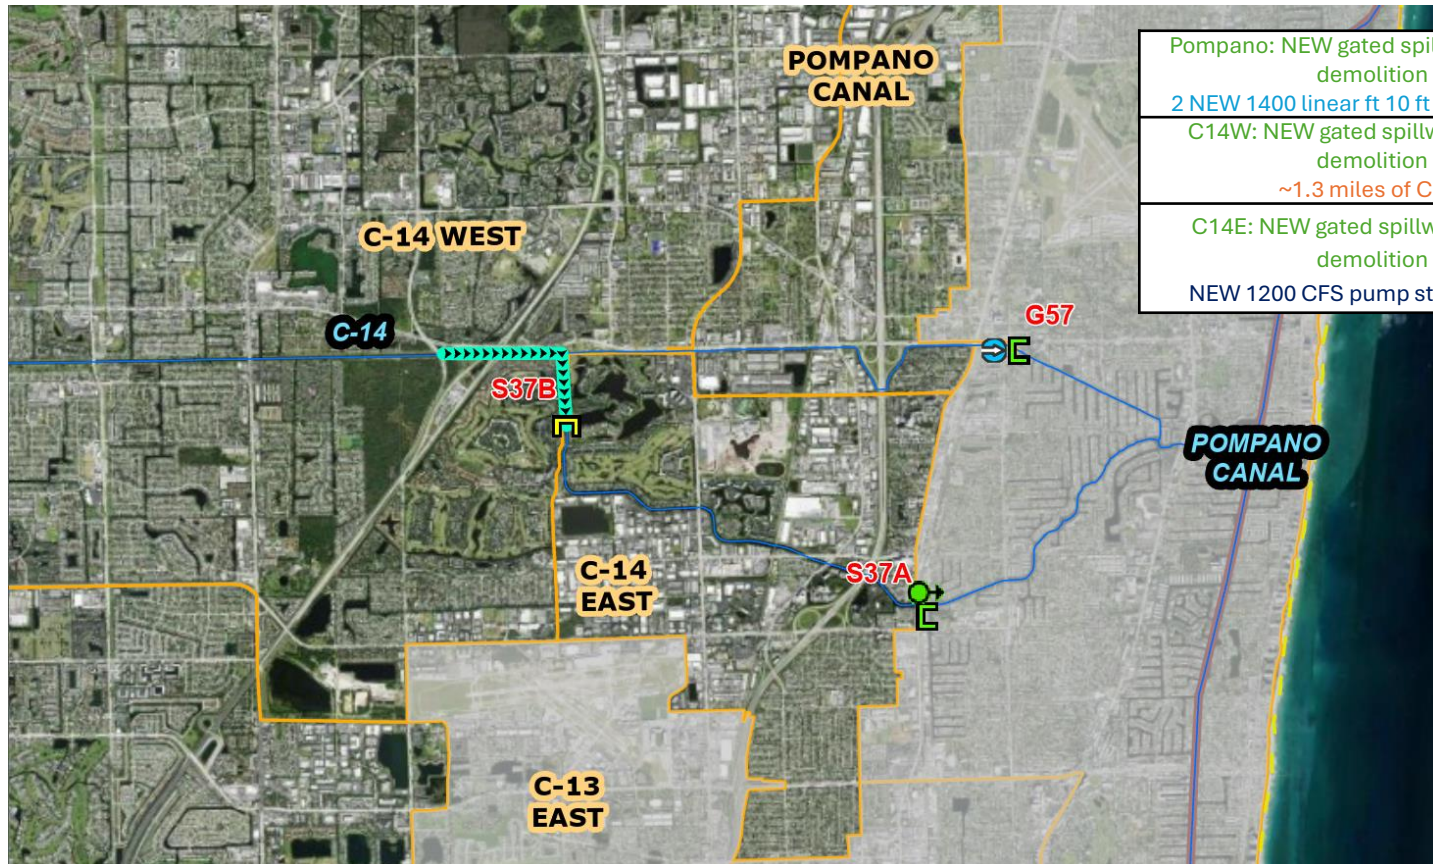 POMPANO
CANAL
Pompano: NEW gated spil
demolition
2 NEW 1400 linear ft 10 ft
C14W: NEW gated spillw
demolition
~1.3 miles of C
C14E: NEW gated spillw
demolition
NEW 1200 CFS pump st
C-14 WEST
C-14
G57
S37B
POMPANO
CANAL
C-14
EAST
S37A
C-13
EAST